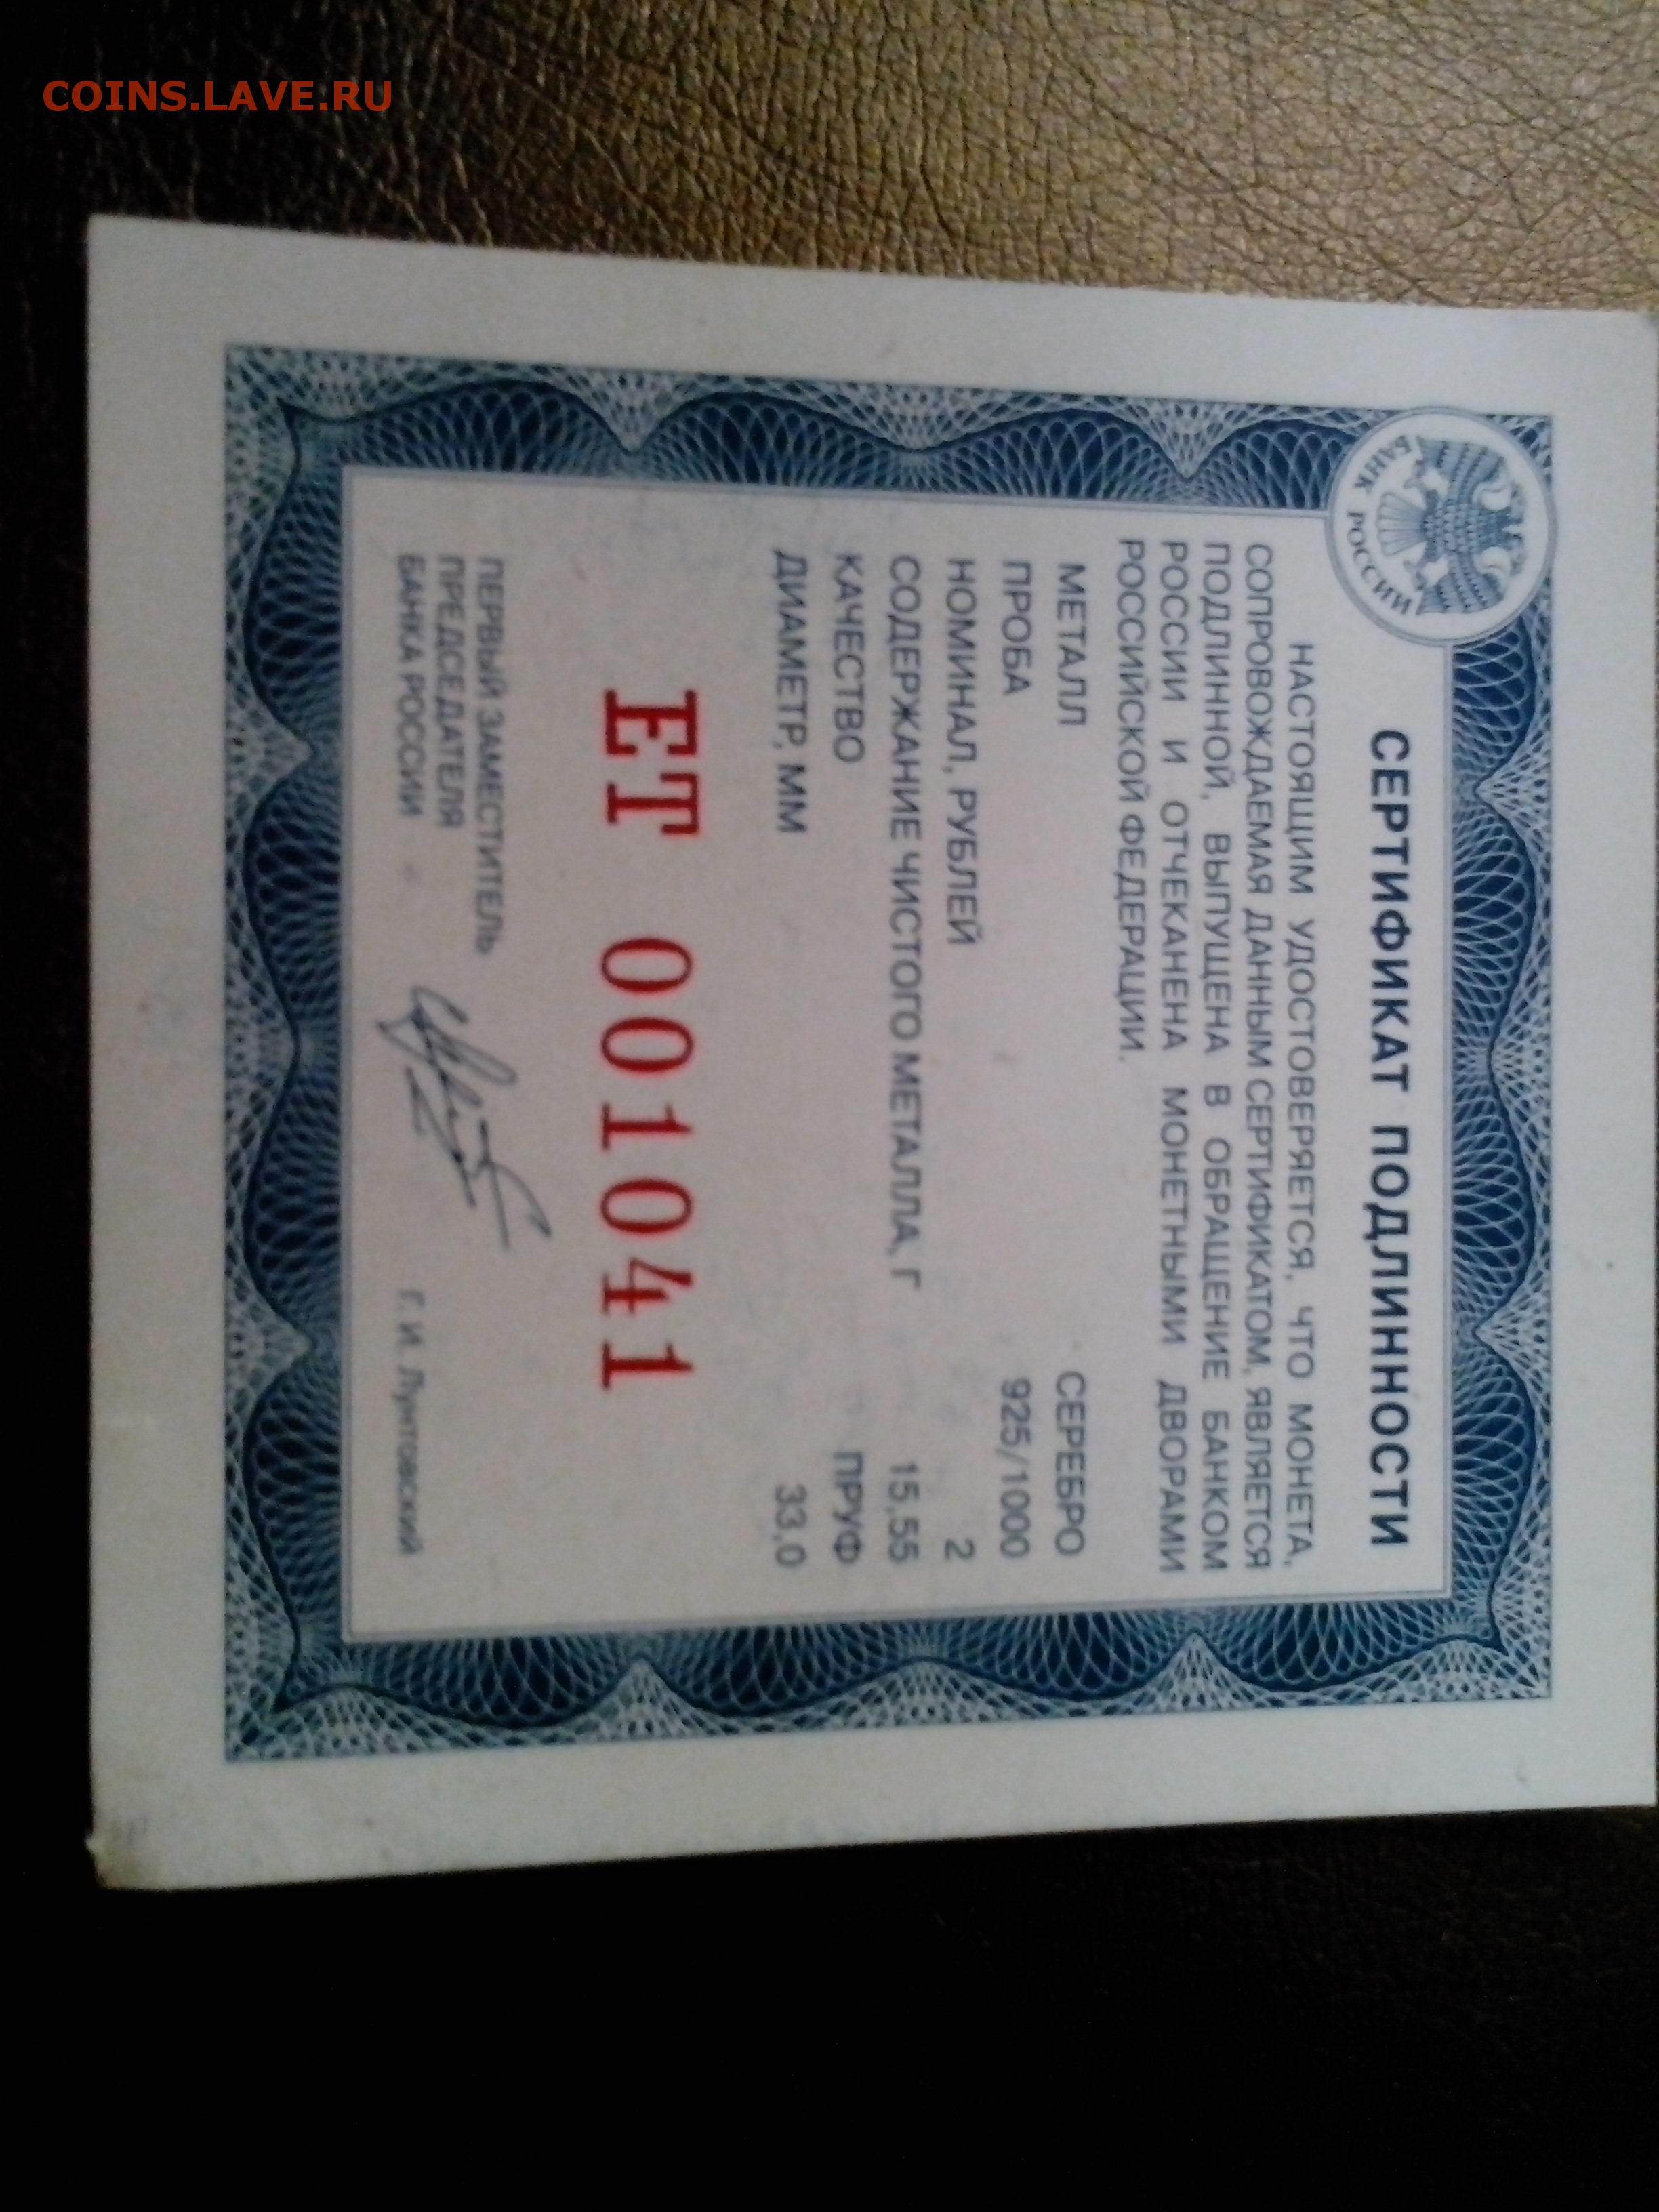 COINS.LAVE.RU
БАНК РОССИИ
СЕРТИФИКАТ ПОДЛИННОСТИ
НАСТОЯЩИМ УДОСТОВЕРЯЕТСЯ, ЧТО МОНЕТА,
СОПРОВОЖДАЕМАЯ ДАННЫМ СЕРТИФИКАТОМ, ЯВЛЯЕТСЯ
ПОДЛИННОЙ, ВЫПУЩЕНА В ОБРАЩЕНИЕ БАНКОМ
РОССИИ И ОТЧЕКАНЕНА МОНЕТНЫМИ ДВОРАМИ
РОССИЙСКОЙ ФЕДЕРАЦИИ.
МЕТАЛЛ СЕРЕБРО
ПРОБА 925/1000
НОМИНАЛ, РУБЛЕЙ 2
СОДЕРЖАНИЕ ЧИСТОГО МЕТАЛЛА, Г 15,55
КАЧЕСТВО ПРУФ
ДИАМЕТР, ММ 33,0
ЕТ 001041
ПЕРВЫЙ ЗАМЕСТИТЕЛЬ
ПРЕДСЕДАТЕЛЯ
БАНКА РОССИИ Г. И. Лунтовский